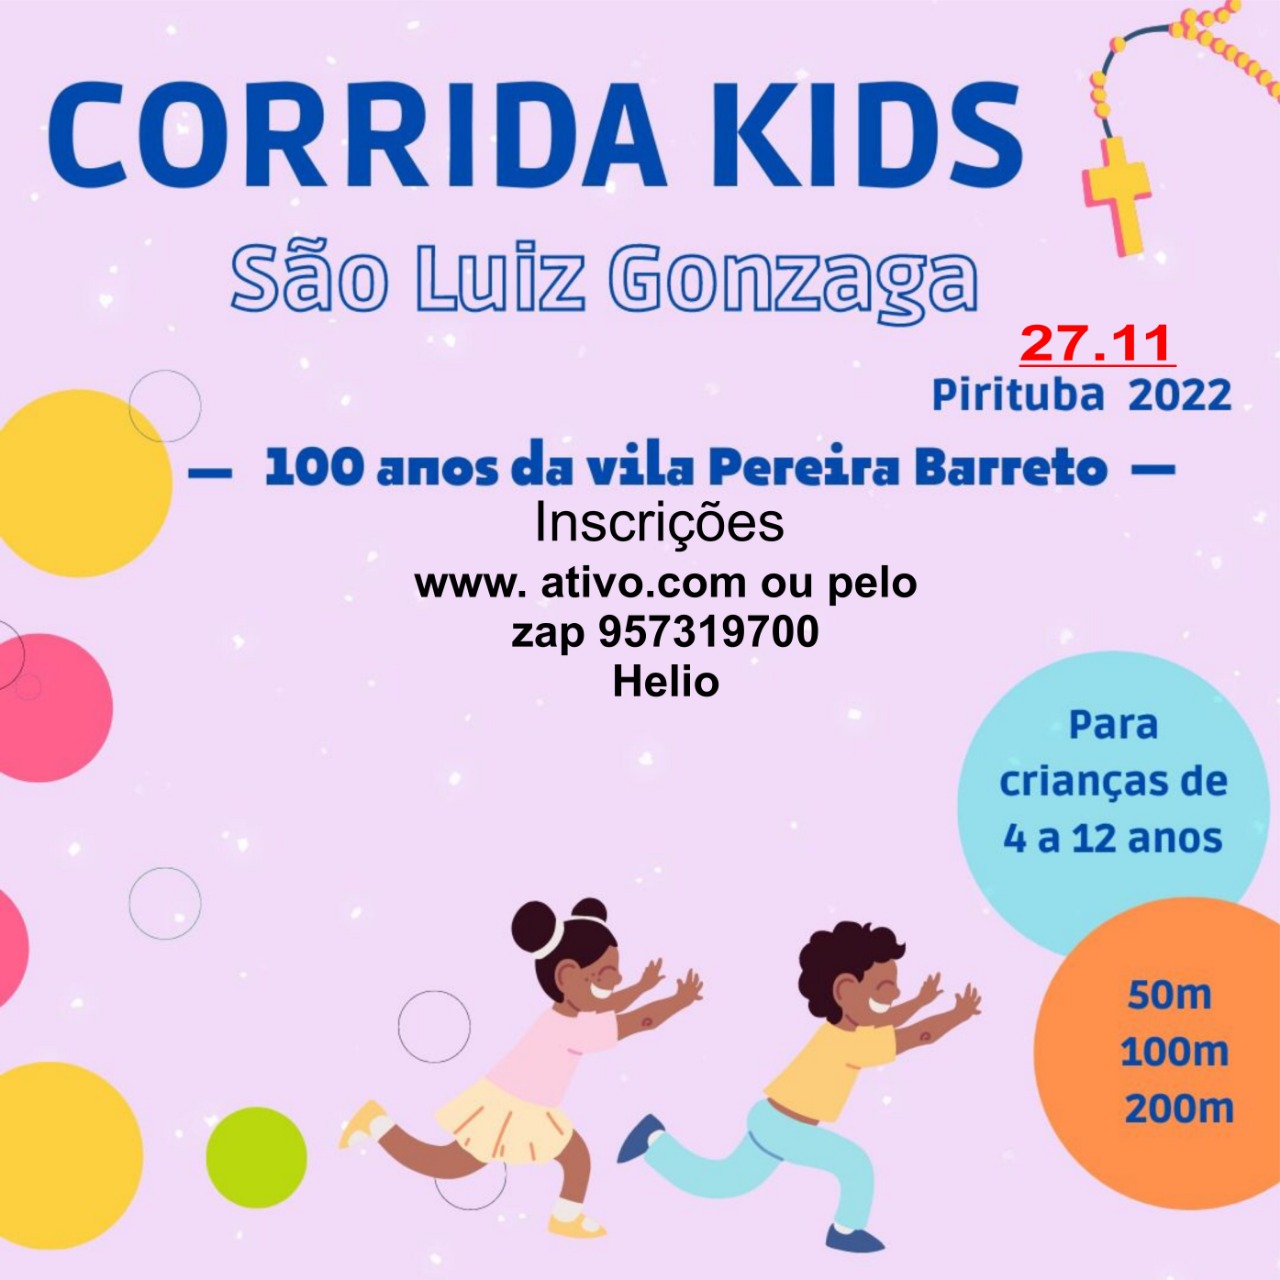 CORRIDA KIDS
São Luiz Gonzaga
27.11
Pirituba 2022
— 100 anos da vila Pereira Barreto —
Inscrições
www. ativo.com ou pelo
zap 957319700
Helio
Para
crianças de
4 a 12 anos
50m
100m
200m